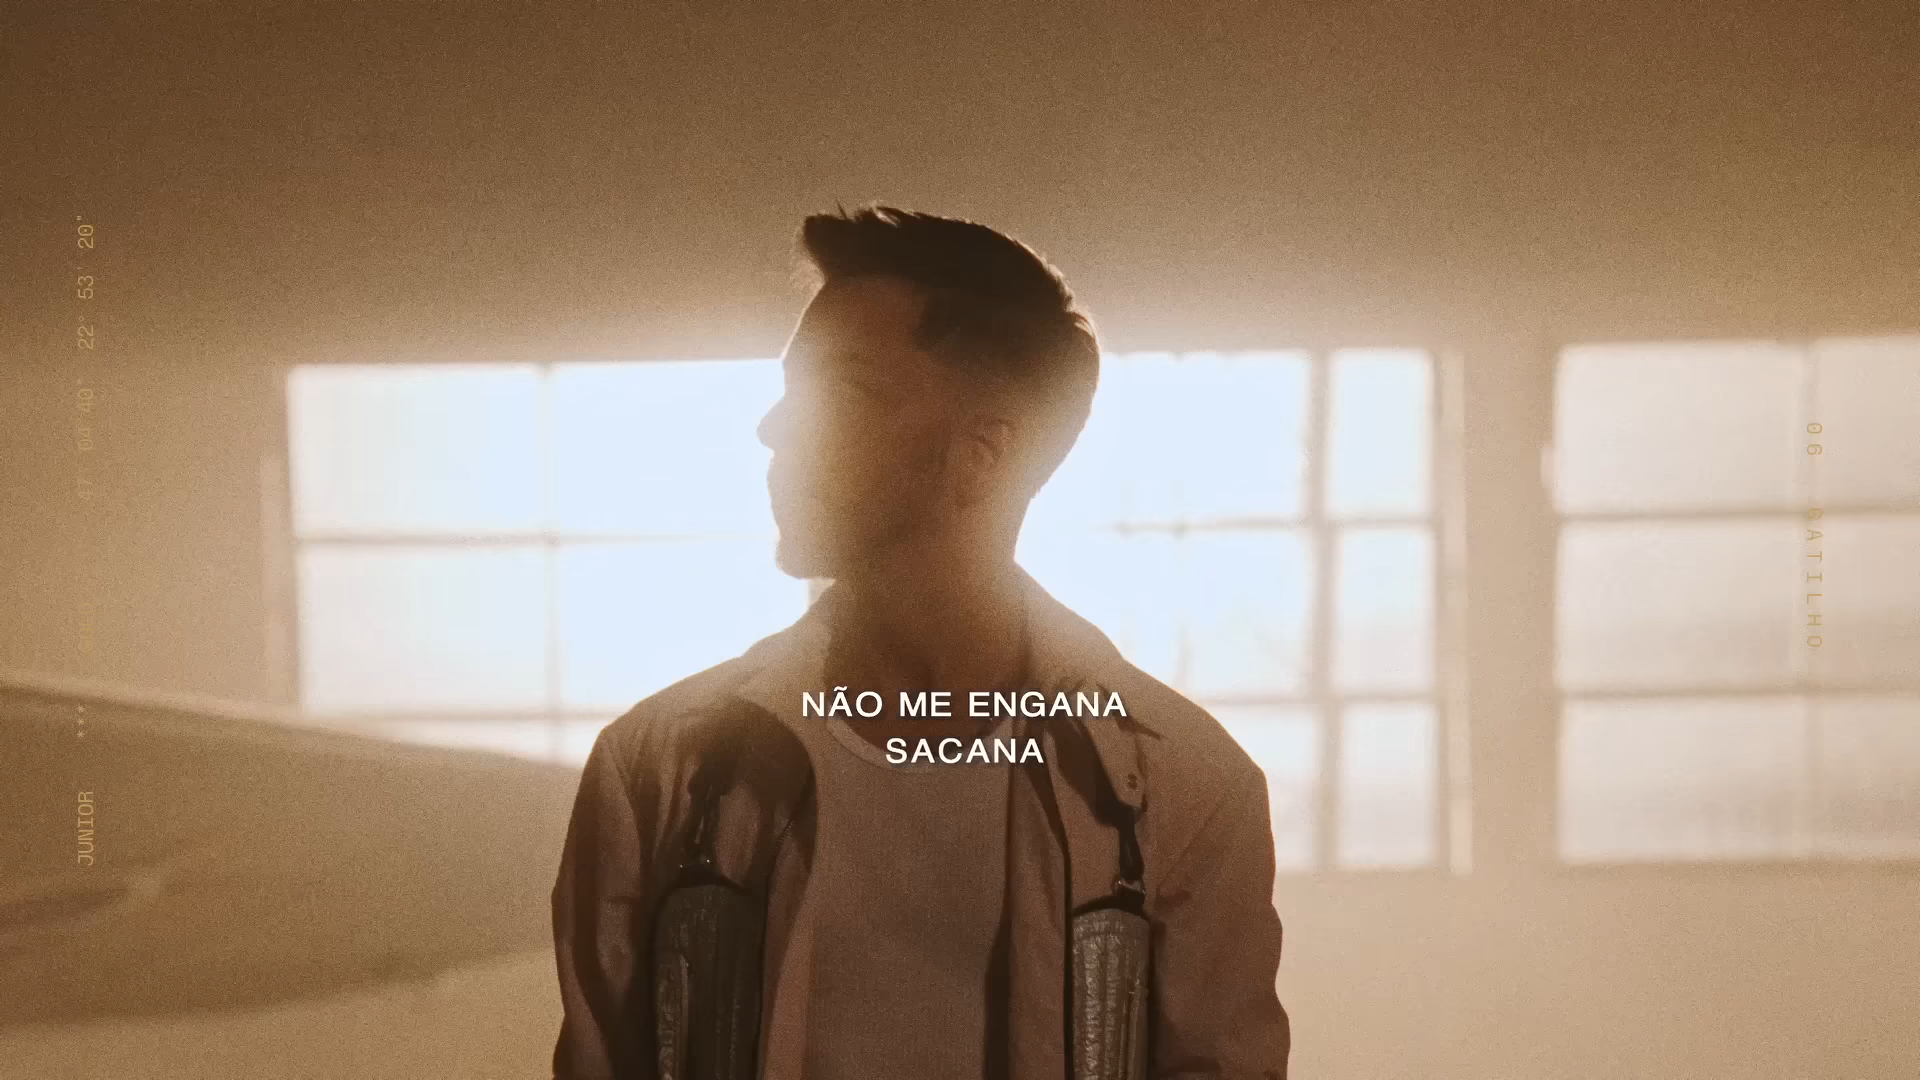 NÃO ME ENGANA
SACANA
JUNIOR
***
47° 04' 40" 22° 53' 20"
06 GATILHO